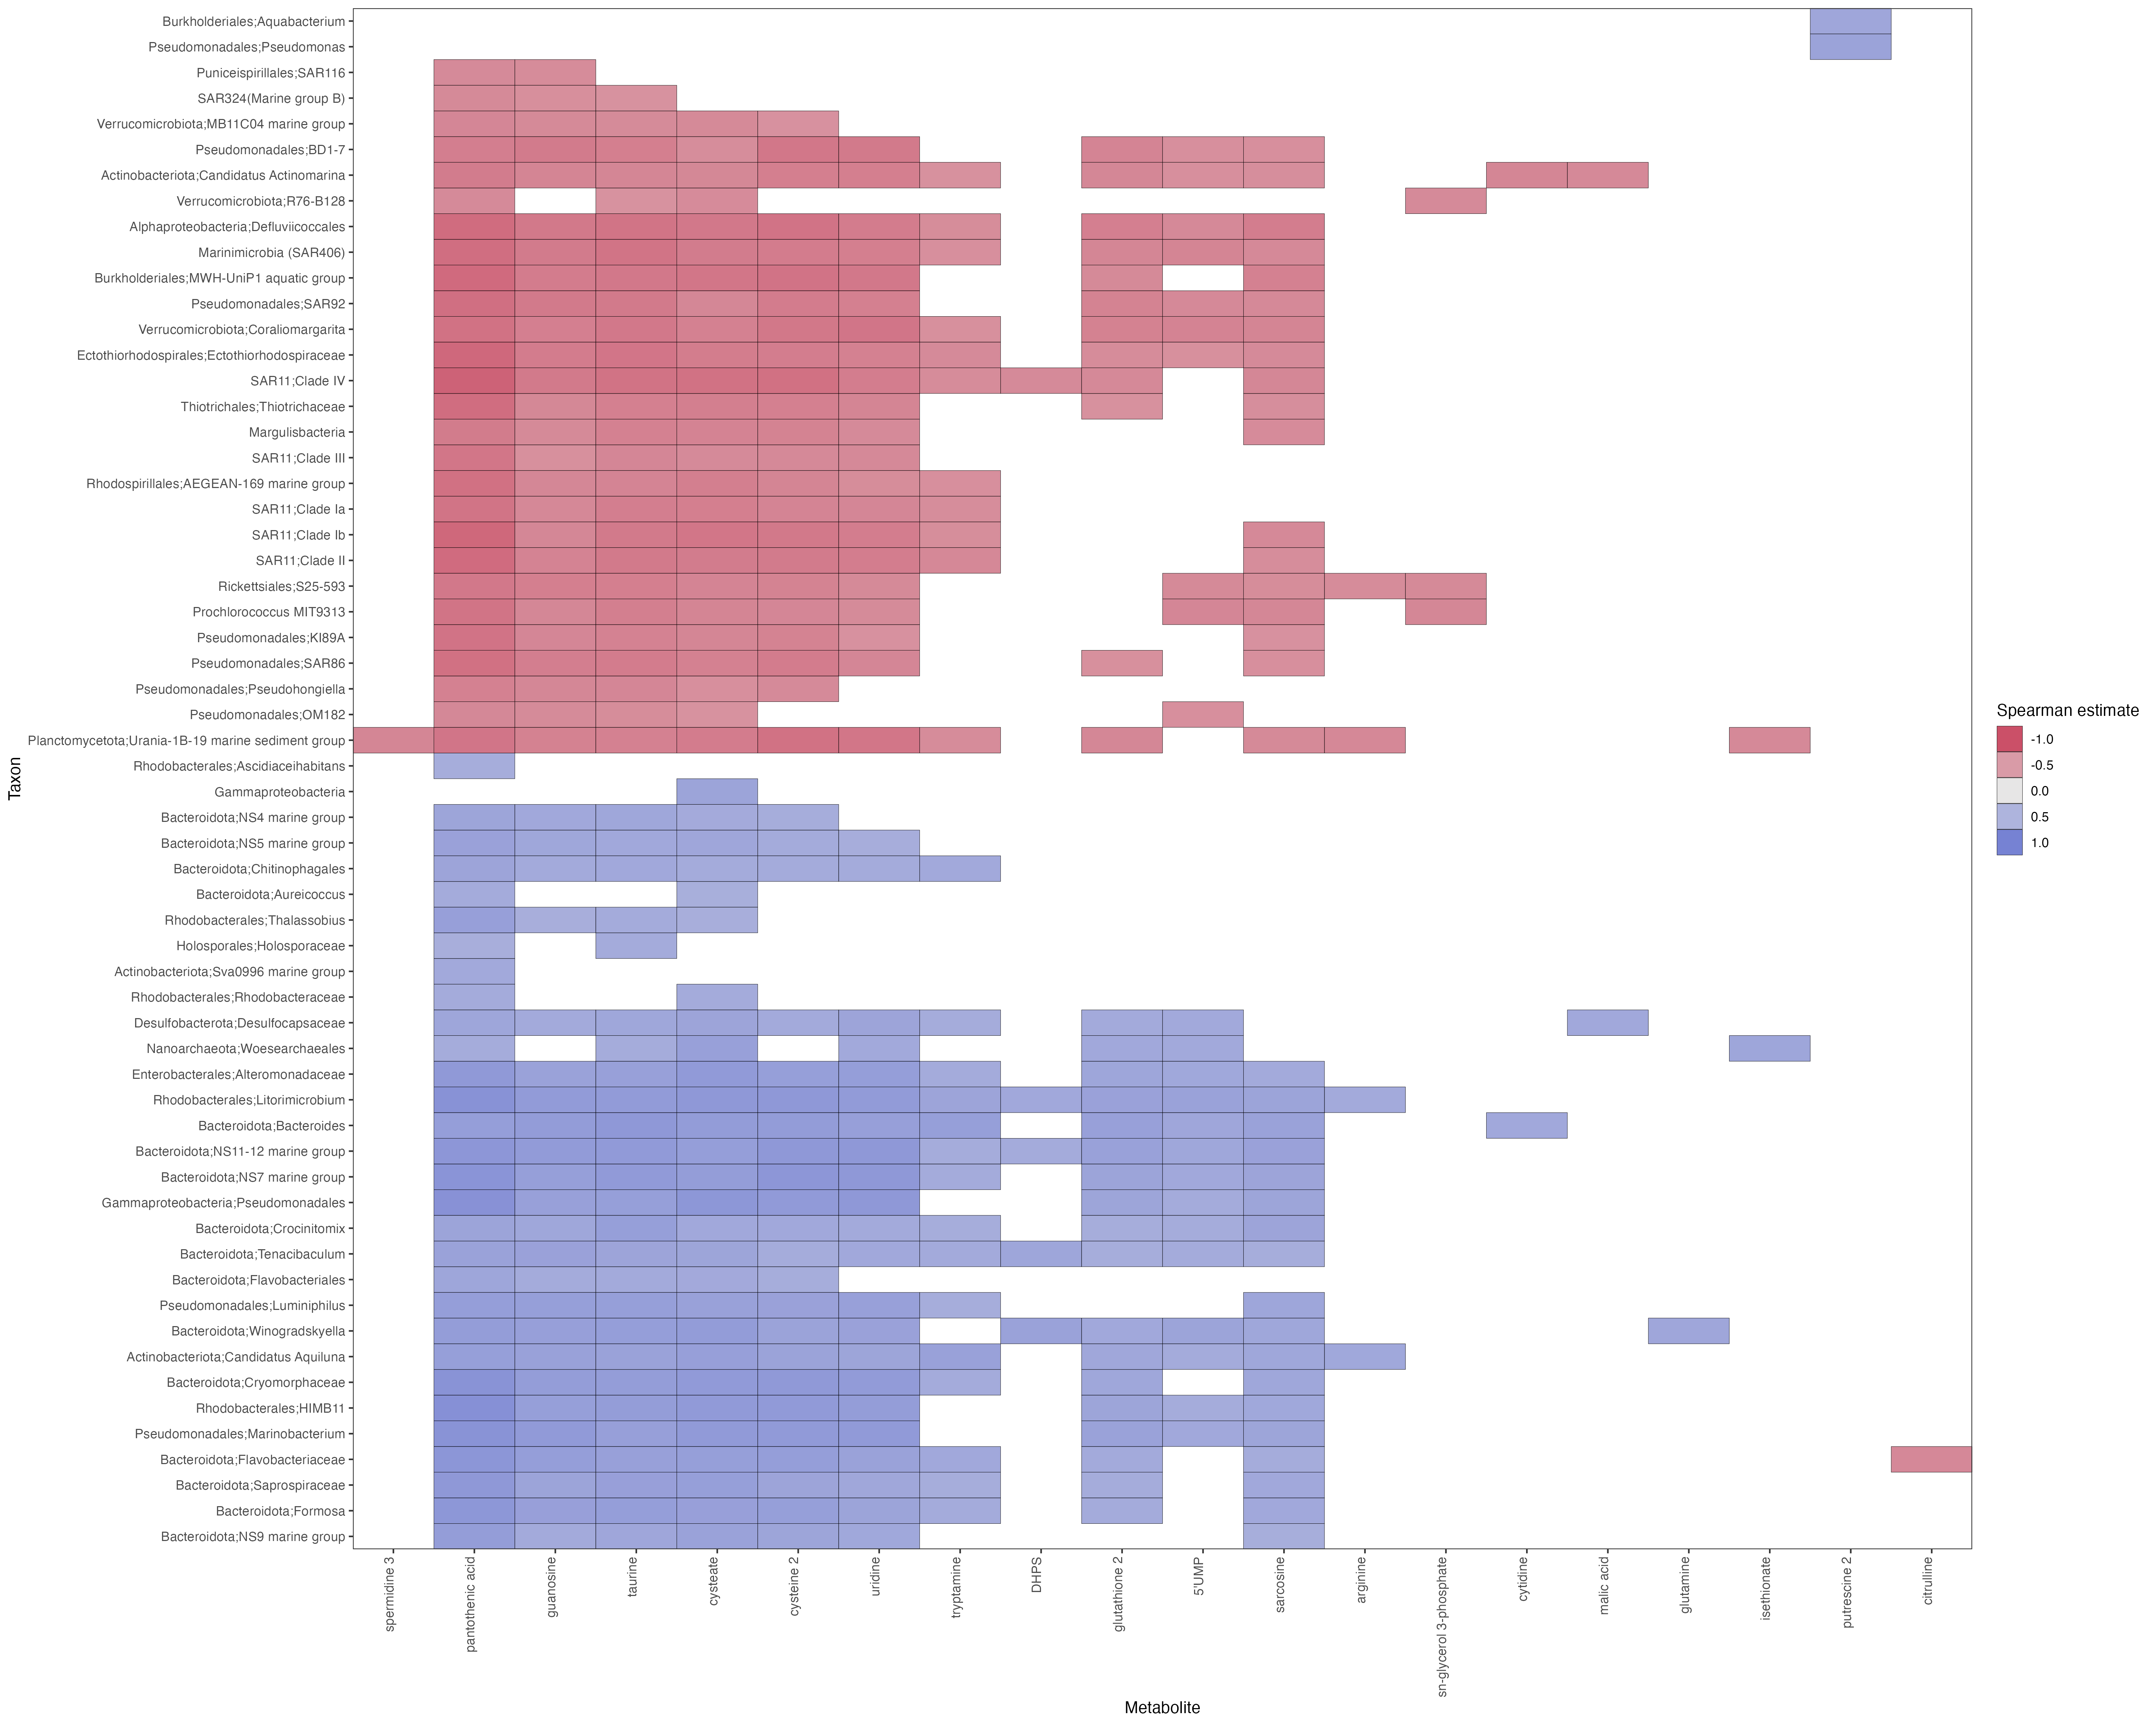 Burkholderiales;Aquabacterium
Pseudomonadales;Pseudomonas
Puniceispirillales;SAR116
SAR324(Marine group B)
Verrucomicrobiota;MB11C04 marine group
Pseudomonadales;BD1-7
Actinobacteriota;Candidatus Actinomarina
Verrucomicrobiota;R76-B128
Alphaproteobacteria;Defluviicoccales
Marinimicrobia (SAR406)
Burkholderiales;MWH-UniP1 aquatic group
Pseudomonadales;SAR92
Verrucomicrobiota;Coraliomargarita
Ectothiorhodospirales;Ectothiorhodospiraceae
SAR11;Clade IV
Thiotrichales;Thiotrichaceae
Margulisbacteria
SAR11;Clade III
Rhodospirillales;AEGEAN-169 marine group
SAR11;Clade Ia
SAR11;Clade Ib
SAR11;Clade II
Rickettsiales;S25-593
Prochlorococcus MIT9313
Pseudomonadales;KI89A
Pseudomonadales;SAR86
Pseudomonadales;Pseudohongiella
Pseudomonadales;OM182
Planctomycetota;Urania-1B-19 marine sediment group
Rhodobacterales;Ascidiaceihabitans
Gammaproteobacteria
Bacteroidota;NS4 marine group
Bacteroidota;NS5 marine group
Bacteroidota;Chitinophagales
Bacteroidota;Aureicoccus
Rhodobacterales;Thalassobius
Holosporales;Holosporaceae
Actinobacteriota;Sva0996 marine group
Rhodobacterales;Rhodobacteraceae
Desulfobacterota;Desulfocapsaceae
Nanoarchaeota;Woesearchaeales
Enterobacterales;Alteromonadaceae
Rhodobacterales;Litorimicrobium
Bacteroidota;Bacteroides
Bacteroidota;NS11-12 marine group
Bacteroidota;NS7 marine group
Gammaproteobacteria;Pseudomonadales
Bacteroidota;Crocinitomix
Bacteroidota;Tenacibaculum
Bacteroidota;Flavobacteriales
Pseudomonadales;Luminiphilus
Bacteroidota;Winogradskyella
Actinobacteriota;Candidatus Aquiluna
Bacteroidota;Cryomorphaceae
Rhodobacterales;HIMB11
Pseudomonadales;Marinobacterium
Bacteroidota;Flavobacteriaceae
Bacteroidota;Saprospiraceae
Bacteroidota;Formosa
Bacteroidota;NS9 marine group
Taxon
spermidine 3
pantothenic acid
guanosine
taurine
cysteate
cysteine 2
uridine
tryptamine
DHPS
glutathione 2
5'UMP
sarcosine
arginine
sn-glycerol 3-phosphate
cytidine
malic acid
glutamine
isethionate
putrescine 2
citrulline
Metabolite
Spearman estimate
-1.0
-0.5
0.0
0.5
1.0